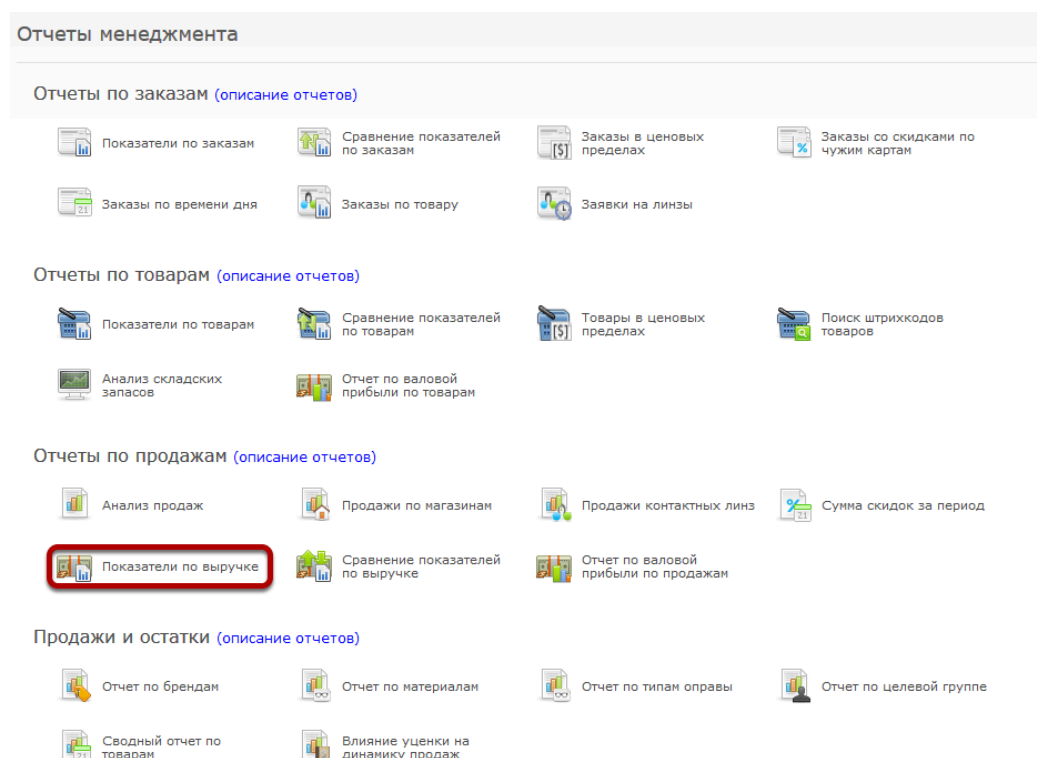 Отчеты менеджмента
Отчеты по заказам (описание отчетов)
Показатели по заказам
Сравнение показателей
по заказам
Заказы в ценовых
пределах
Заказы со скидками по
чужим картам
Заказы по времени дня
Заказы по товару
Заявки на линзы
Отчеты по товарам (описание отчетов)
Показатели по товарам
Сравнение показателей
по товарам
Товары в ценовых
пределах
Поиск штрихкодов
товаров
Анализ складских
запасов
Отчет по валовой
прибыли по товарам
Отчеты по продажам (описание отчетов)
Анализ продаж
Продажи по магазинам
Продажи контактных линз
Сумма скидок за период
Показатели по выручке
Сравнение показателей
по выручке
Отчет по валовой
прибыли по продажам
Продажи и остатки (описание отчетов)
Отчет по брендам
Отчет по материалам
Отчет по типам оправы
Отчет по целевой группе
Сводный отчет по
товарам
Влияние уценки на
динамику продаж